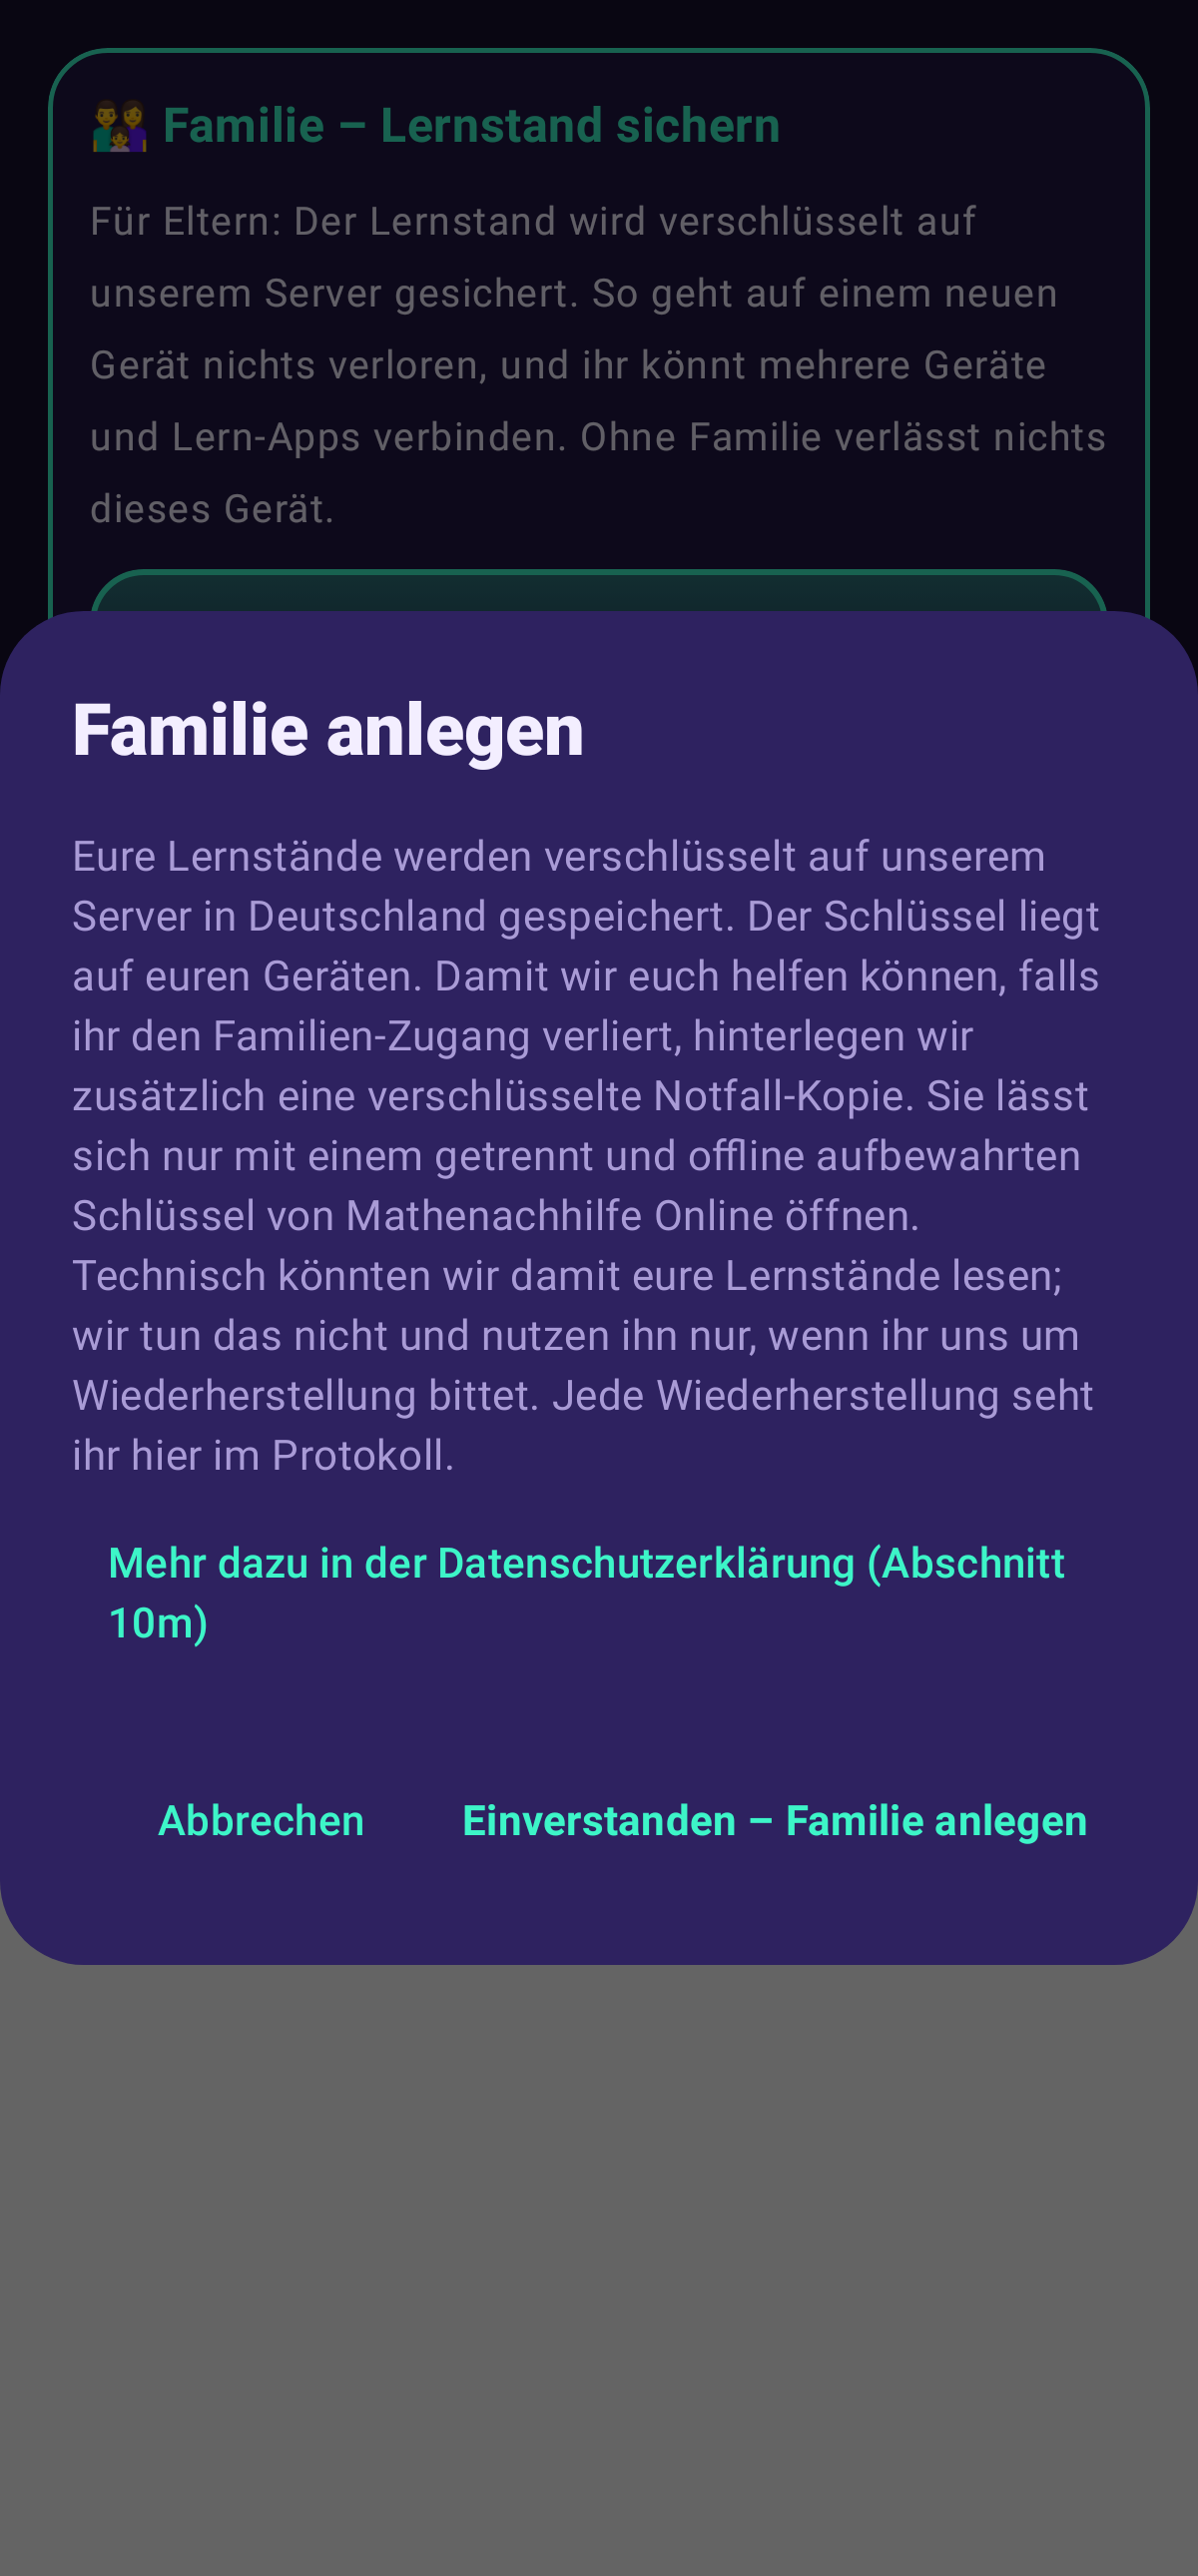 Familie – Lernstand sichern
Für Eltern: Der Lernstand wird verschlüsselt auf
unserem Server gesichert. So geht auf einem neuen
Gerät nichts verloren, und ihr könnt mehrere Geräte
und Lern-Apps verbinden. Ohne Familie verlässt nichts
dieses Gerät.
Familie anlegen
Eure Lernstände werden verschlüsselt auf unserem
Server in Deutschland gespeichert. Der Schlüssel liegt
auf euren Geräten. Damit wir euch helfen können, falls
ihr den Familien-Zugang verliert, hinterlegen wir
zusätzlich eine verschlüsselte Notfall-Kopie. Sie lässt
sich nur mit einem getrennt und offline aufbewahrten
Schlüssel von Mathenachhilfe Online öffnen.
Technisch könnten wir damit eure Lernstände lesen;
wir tun das nicht und nutzen ihn nur, wenn ihr uns um
Wiederherstellung bittet. Jede Wiederherstellung seht
ihr hier im Protokoll.
Mehr dazu in der Datenschutzerklärung (Abschnitt
10m)
Abbrechen Einverstanden – Familie anlegen